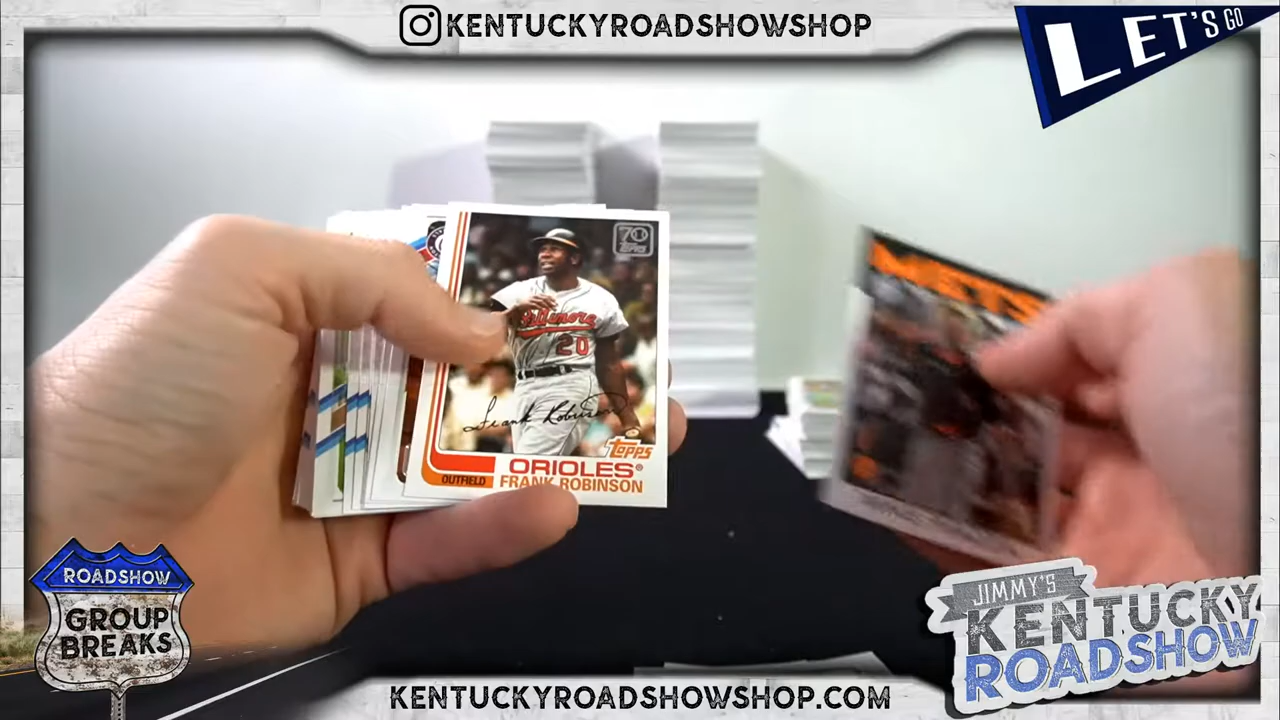 KENTUCKYROADSHOWSHOP
LET'S GO
70
TOPPS
METS
Baltimore
20
Frank Robinson
Topps
ORIOLES®
OUTFIELD
FRANK ROBINSON
ROADSHOW
GROUP
BREAKS
JIMMY'S
KENTUCKY
ROADSHOW
KENTUCKYROADSHOWSHOP.COM